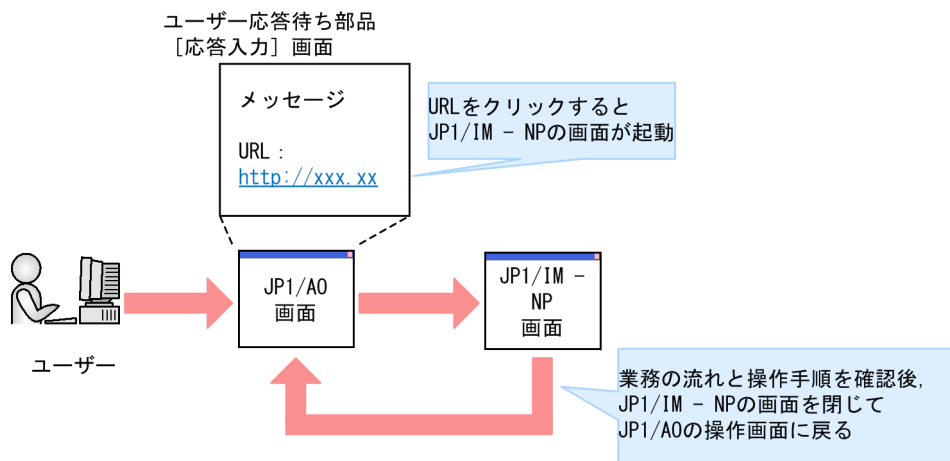 ユーザー応答待ち部品
［応答入力］画面
メッセージ
URL：
http://xxx.xx
URLをクリックすると
JP1/IM - NPの画面が起動
JP1/AO
画面
JP1/IM -
NP
画面
ユーザー
業務の流れと操作手順を確認後,
JP1/IM - NPの画面を閉じて
JP1/AOの操作画面に戻る